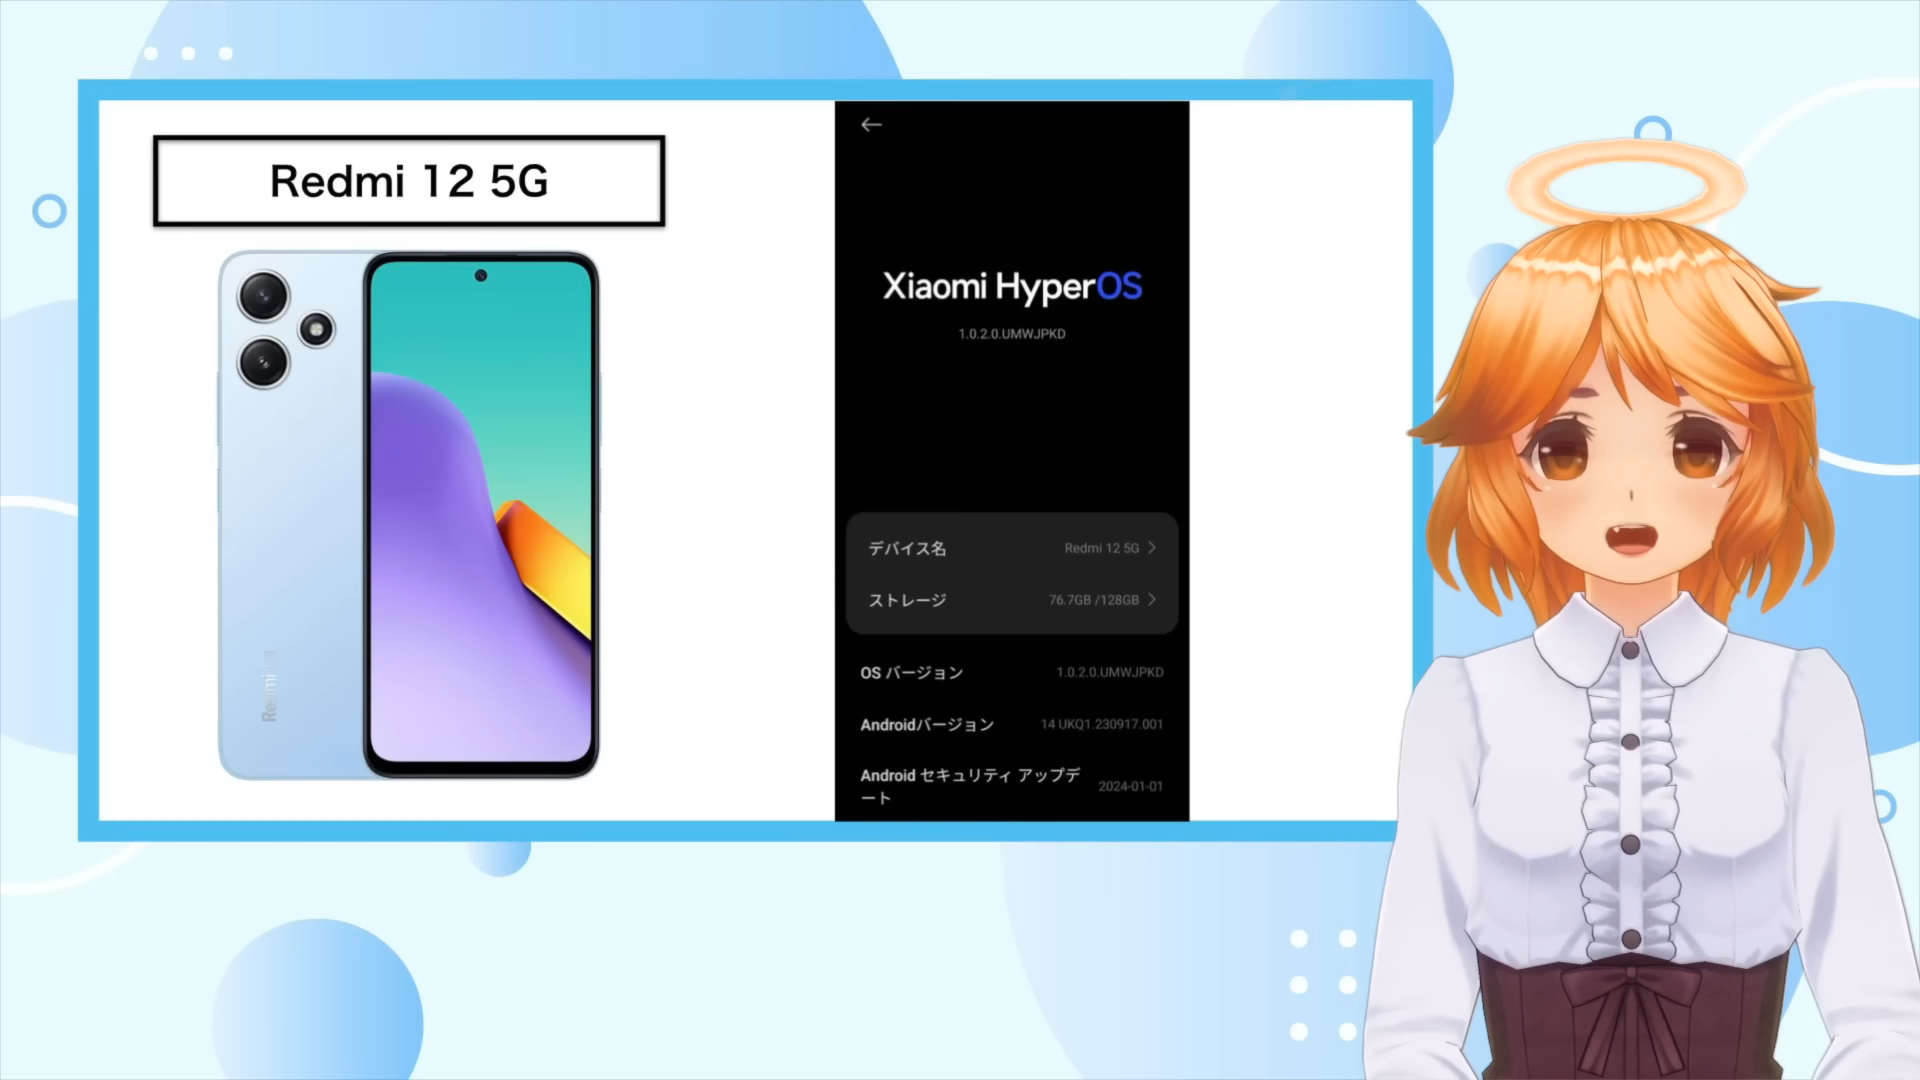 Redmi 12 5G
Redmi 5G
←
Xiaomi HyperOS
1.0.2.0.UMWJPKD
デバイス名 Redmi 12 5G
ストレージ 76.7GB /128GB
OS バージョン 1.0.2.0.UMWJPKD
Androidバージョン 14 UKQ1.230917.001
Android セキュリティ アップデ
ート 2024-01-01